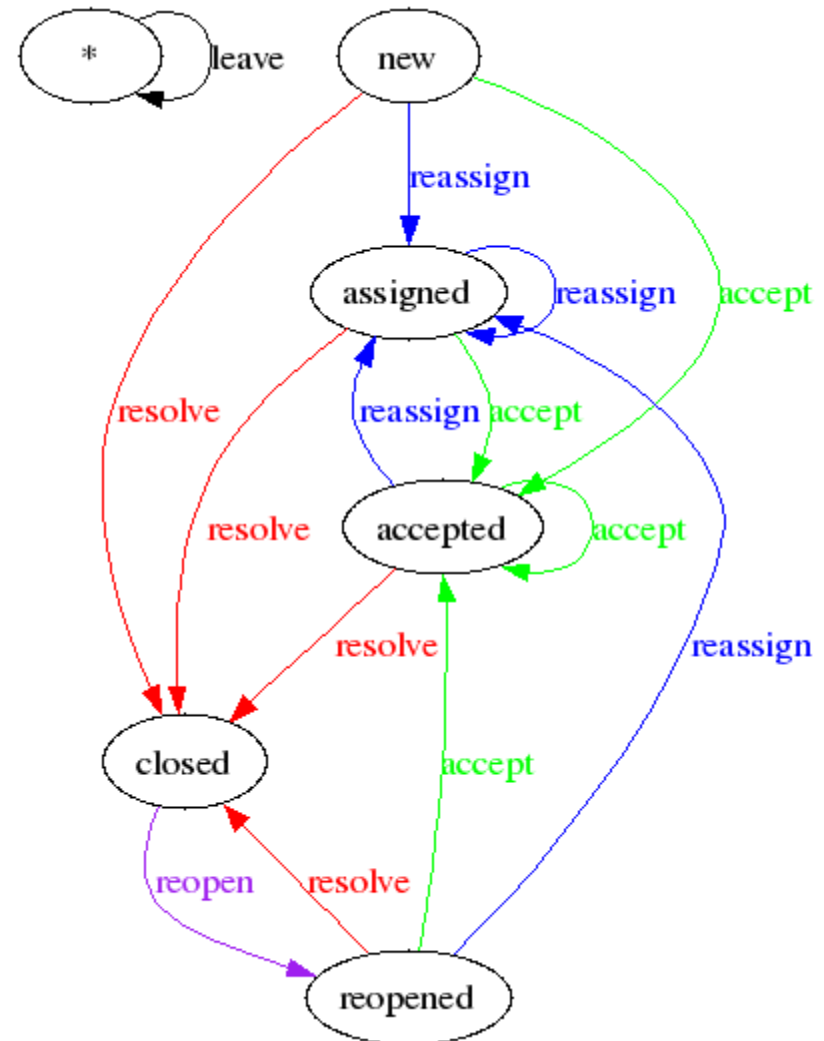 * leave new
reassign
assigned reassign accept
resolve reassign accept
resolve accepted accept
resolve reassign
closed accept
reopen resolve
reopened